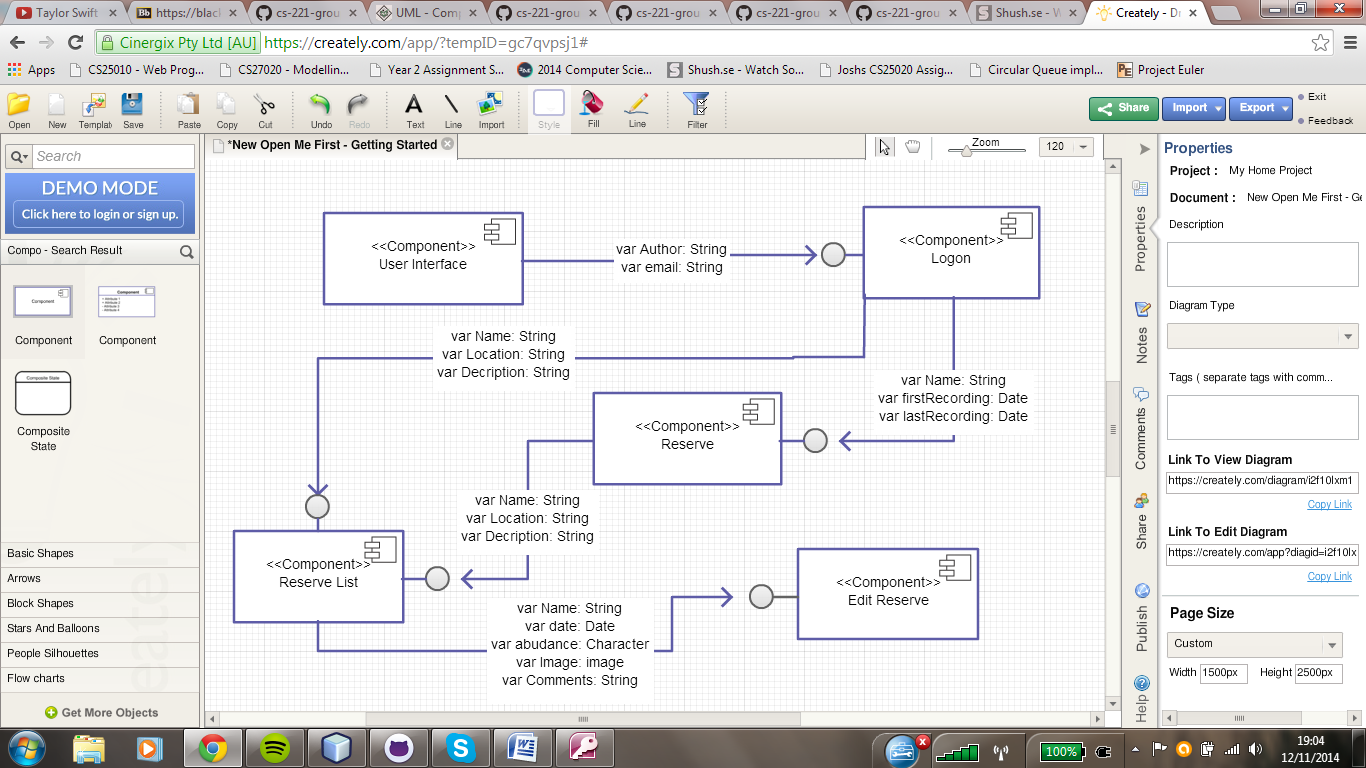 Taylor Swift
Bb https://blac
cs-221-grou
UML - Comp
cs-221-grou
cs-221-grou
cs-221-grou
cs-221-grou
Shush.se - W
Creately - Dr
Cinergix Pty Ltd [AU] https://creately.com/app/?tempID=gc7qvpsj1#
Apps
CS25010 - Web Prog...
CS27020 - Modellin...
Year 2 Assignment S...
2014 Computer Scie...
Shush.se - Watch So...
Joshs CS25020 Assig...
Circular Queue impl...
PE Project Euler
Open
New
Templat
Save
Paste
Copy
Cut
Undo
Redo
Text
Line
Import
Style
Fill
Line
Filter
Share
Import
Export
Exit
Feedback
Search
DEMO MODE
Click here to login or sign up.
Compo - Search Result
Component
Component
Composite
State
Basic Shapes
Arrows
Block Shapes
Stars And Balloons
People Silhouettes
Flow charts
Get More Objects
*New Open Me First - Getting Started
Zoom
120
<<Component>>
User Interface
var Author: String
var email: String
<<Component>>
Logon
var Name: String
var Location: String
var Decription: String
var Name: String
var firstRecording: Date
var lastRecording: Date
<<Component>>
Reserve
var Name: String
var Location: String
var Decription: String
<<Component>>
Reserve List
<<Component>>
Edit Reserve
var Name: String
var date: Date
var abudance: Character
var Image: image
var Comments: String
Properties
Notes
Comments
Share
Publish
Help
Properties
Project : My Home Project
Document : New Open Me First - Ge
Description
Diagram Type
Tags ( separate tags with comm...
Link To View Diagram
https://creately.com/diagram/i2f10lxm1
Copy Link
Link To Edit Diagram
https://creately.com/app?diagid=i2f10lx
Copy Link
Page Size
Custom
Width 1500px Height 2500px
100%
19:04
12/11/2014